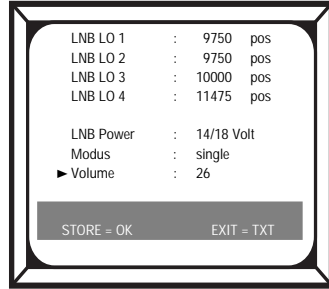 LNB LO 1 : 9750 pos
LNB LO 2 : 9750 pos
LNB LO 3 : 10000 pos
LNB LO 4 : 11475 pos
LNB Power : 14/18 Volt
Modus : single
► Volume : 26
STORE = OK EXIT = TXT